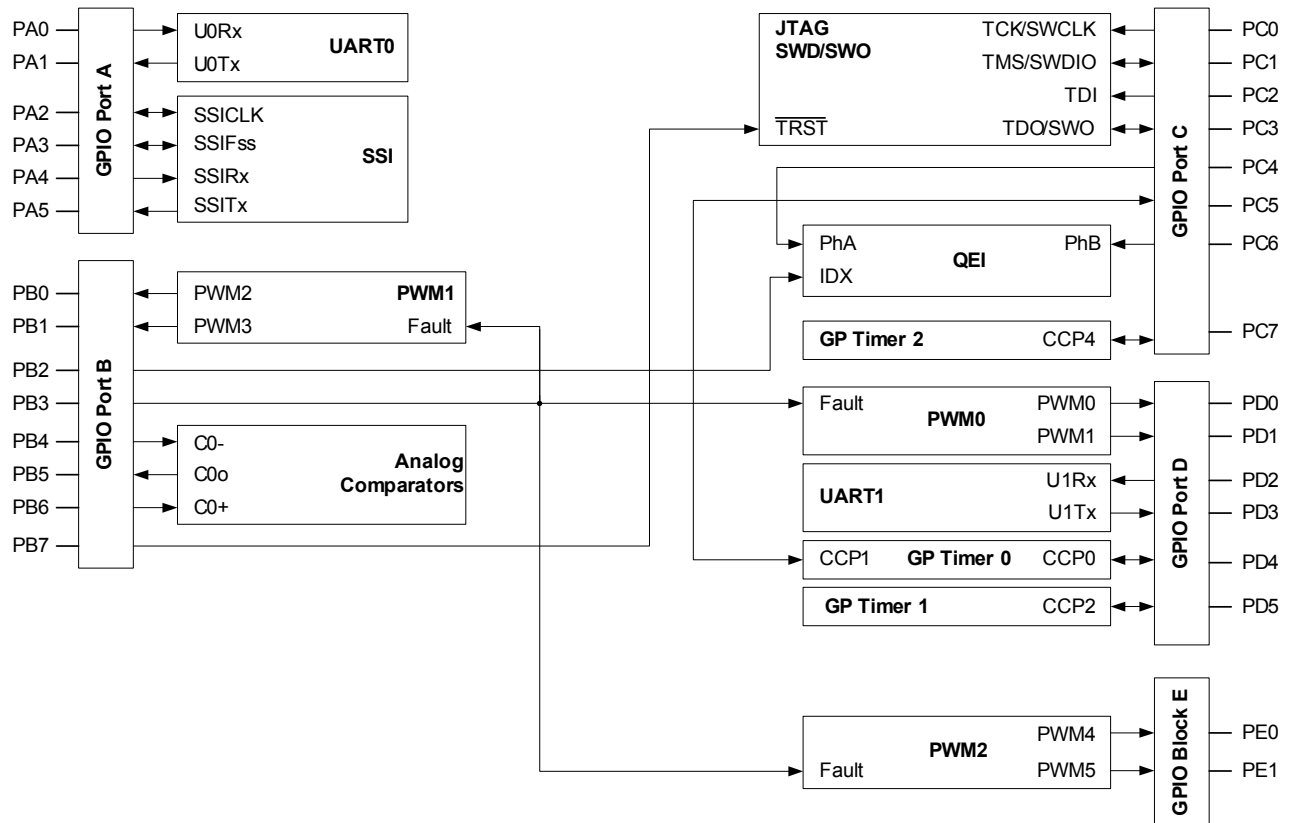 PA0
PA1
PA2
PA3
PA4
PA5
GPIO Port A
U0Rx
U0Tx
UART0
SSICLK
SSIFss
SSIRx
SSITx
SSI
PB0
PB1
PB2
PB3
PB4
PB5
PB6
PB7
GPIO Port B
PWM2
PWM3
PWM1
Fault
C0-
C0o
C0+
Analog
Comparators
JTAG
SWD/SWO
TRST
TCK/SWCLK
TMS/SWDIO
TDI
TDO/SWO
PhA
IDX
QEI
PhB
GP Timer 2
CCP4
GPIO Port C
PC0
PC1
PC2
PC3
PC4
PC5
PC6
PC7
Fault
PWM0
PWM0
PWM1
UART1
U1Rx
U1Tx
CCP1
GP Timer 0
CCP0
GP Timer 1
CCP2
GPIO Port D
PD0
PD1
PD2
PD3
PD4
PD5
Fault
PWM2
PWM4
PWM5
GPIO Block E
PE0
PE1